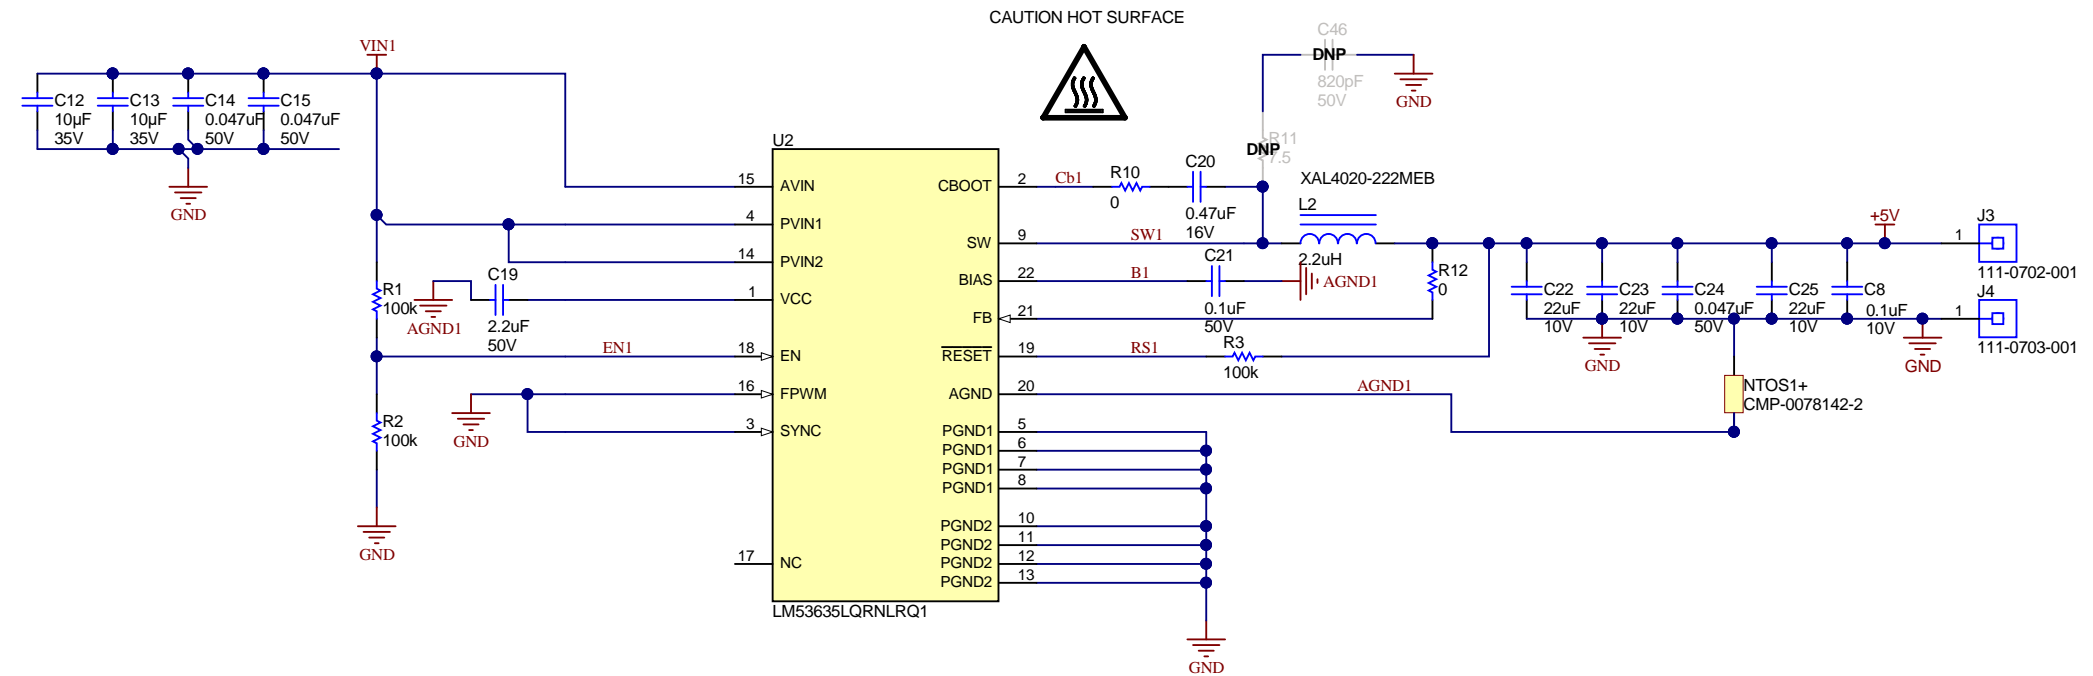 CAUTION HOT SURFACE
VIN1
C46
DNP
820pF
50V
GND
C12
10µF
35V
C13
10µF
35V
C14
0.047uF
50V
C15
0.047uF
50V
GND
R11
DNP
7.5
U2
15
AVIN
4
PVIN1
14
PVIN2
1
VCC
18
EN
16
FPWM
3
SYNC
17
NC
CBOOT
2
SW
9
BIAS
22
FB
21
RESET
19
AGND
20
PGND1
5
PGND1
6
PGND1
7
PGND1
8
PGND2
10
PGND2
11
PGND2
12
PGND2
13
LM53635LQRNLRQ1
Cb1
R10
0
C20
0.47uF
16V
XAL4020-222MEB
L2
2.2uH
SW1
B1
C21
0.1uF
50V
AGND1
R12
0
RS1
R3
100k
AGND1
C19
2.2uF
50V
AGND1
R1
100k
EN1
R2
100k
GND
GND
GND
C22
22uF
10V
C23
22uF
10V
C24
0.047uF
50V
C25
22uF
10V
C8
0.1uF
10V
GND
GND
+5V
J3
1
111-0702-001
J4
1
111-0703-001
NTOS1+
CMP-0078142-2